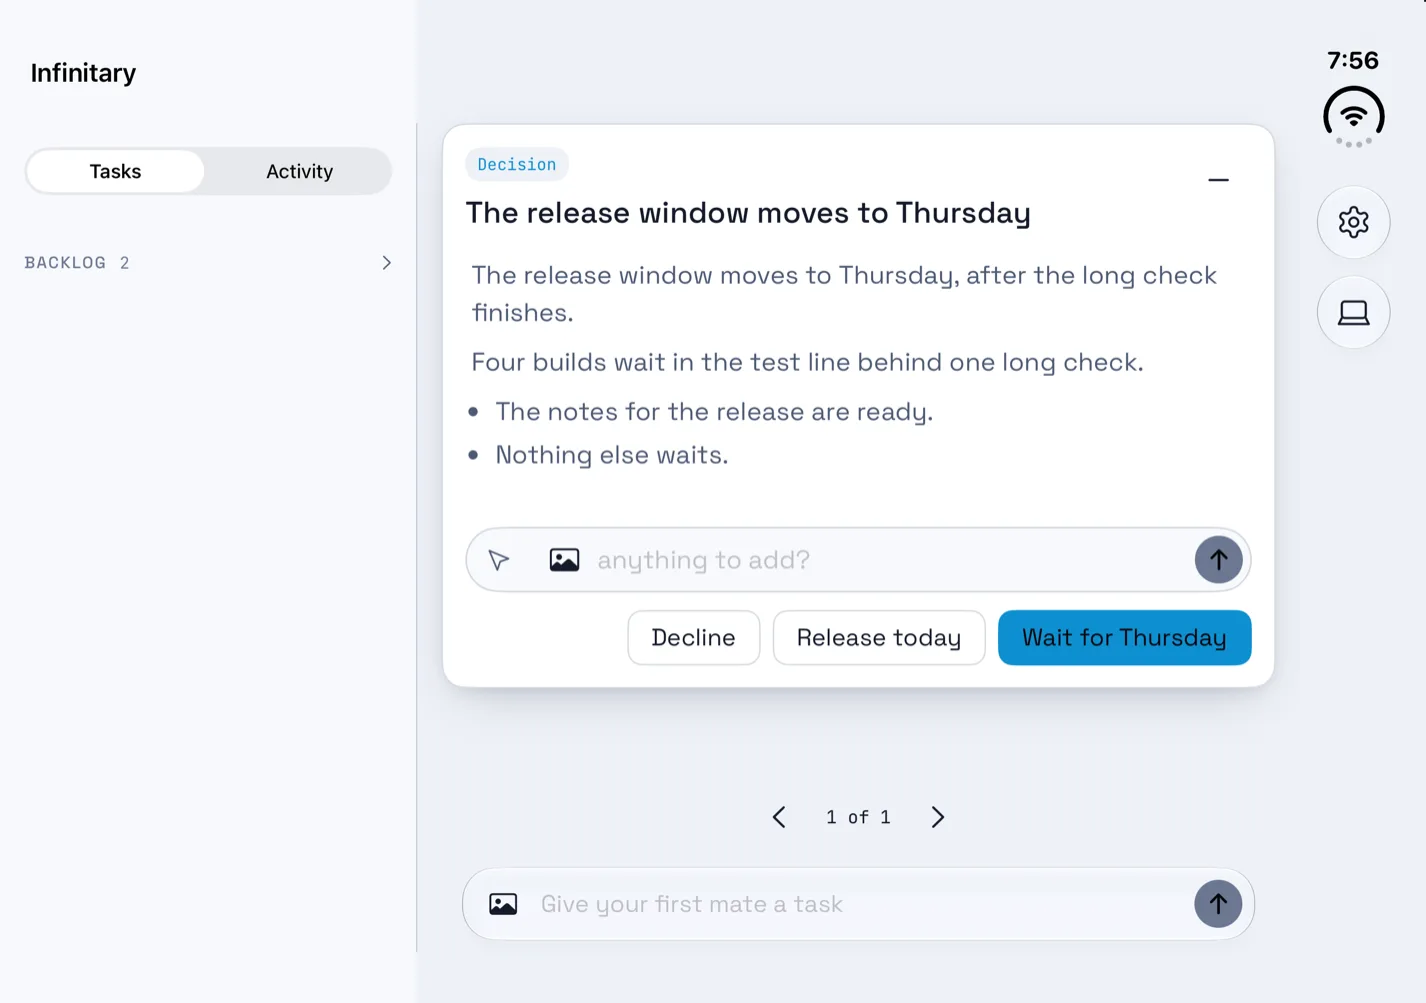 Infinitary
Tasks
Activity
BACKLOG 2
7:56
Decision
The release window moves to Thursday
The release window moves to Thursday, after the long check
finishes.
Four builds wait in the test line behind one long check.
• The notes for the release are ready.
• Nothing else waits.
anything to add?
Decline
Release today
Wait for Thursday
1 of 1
Give your first mate a task